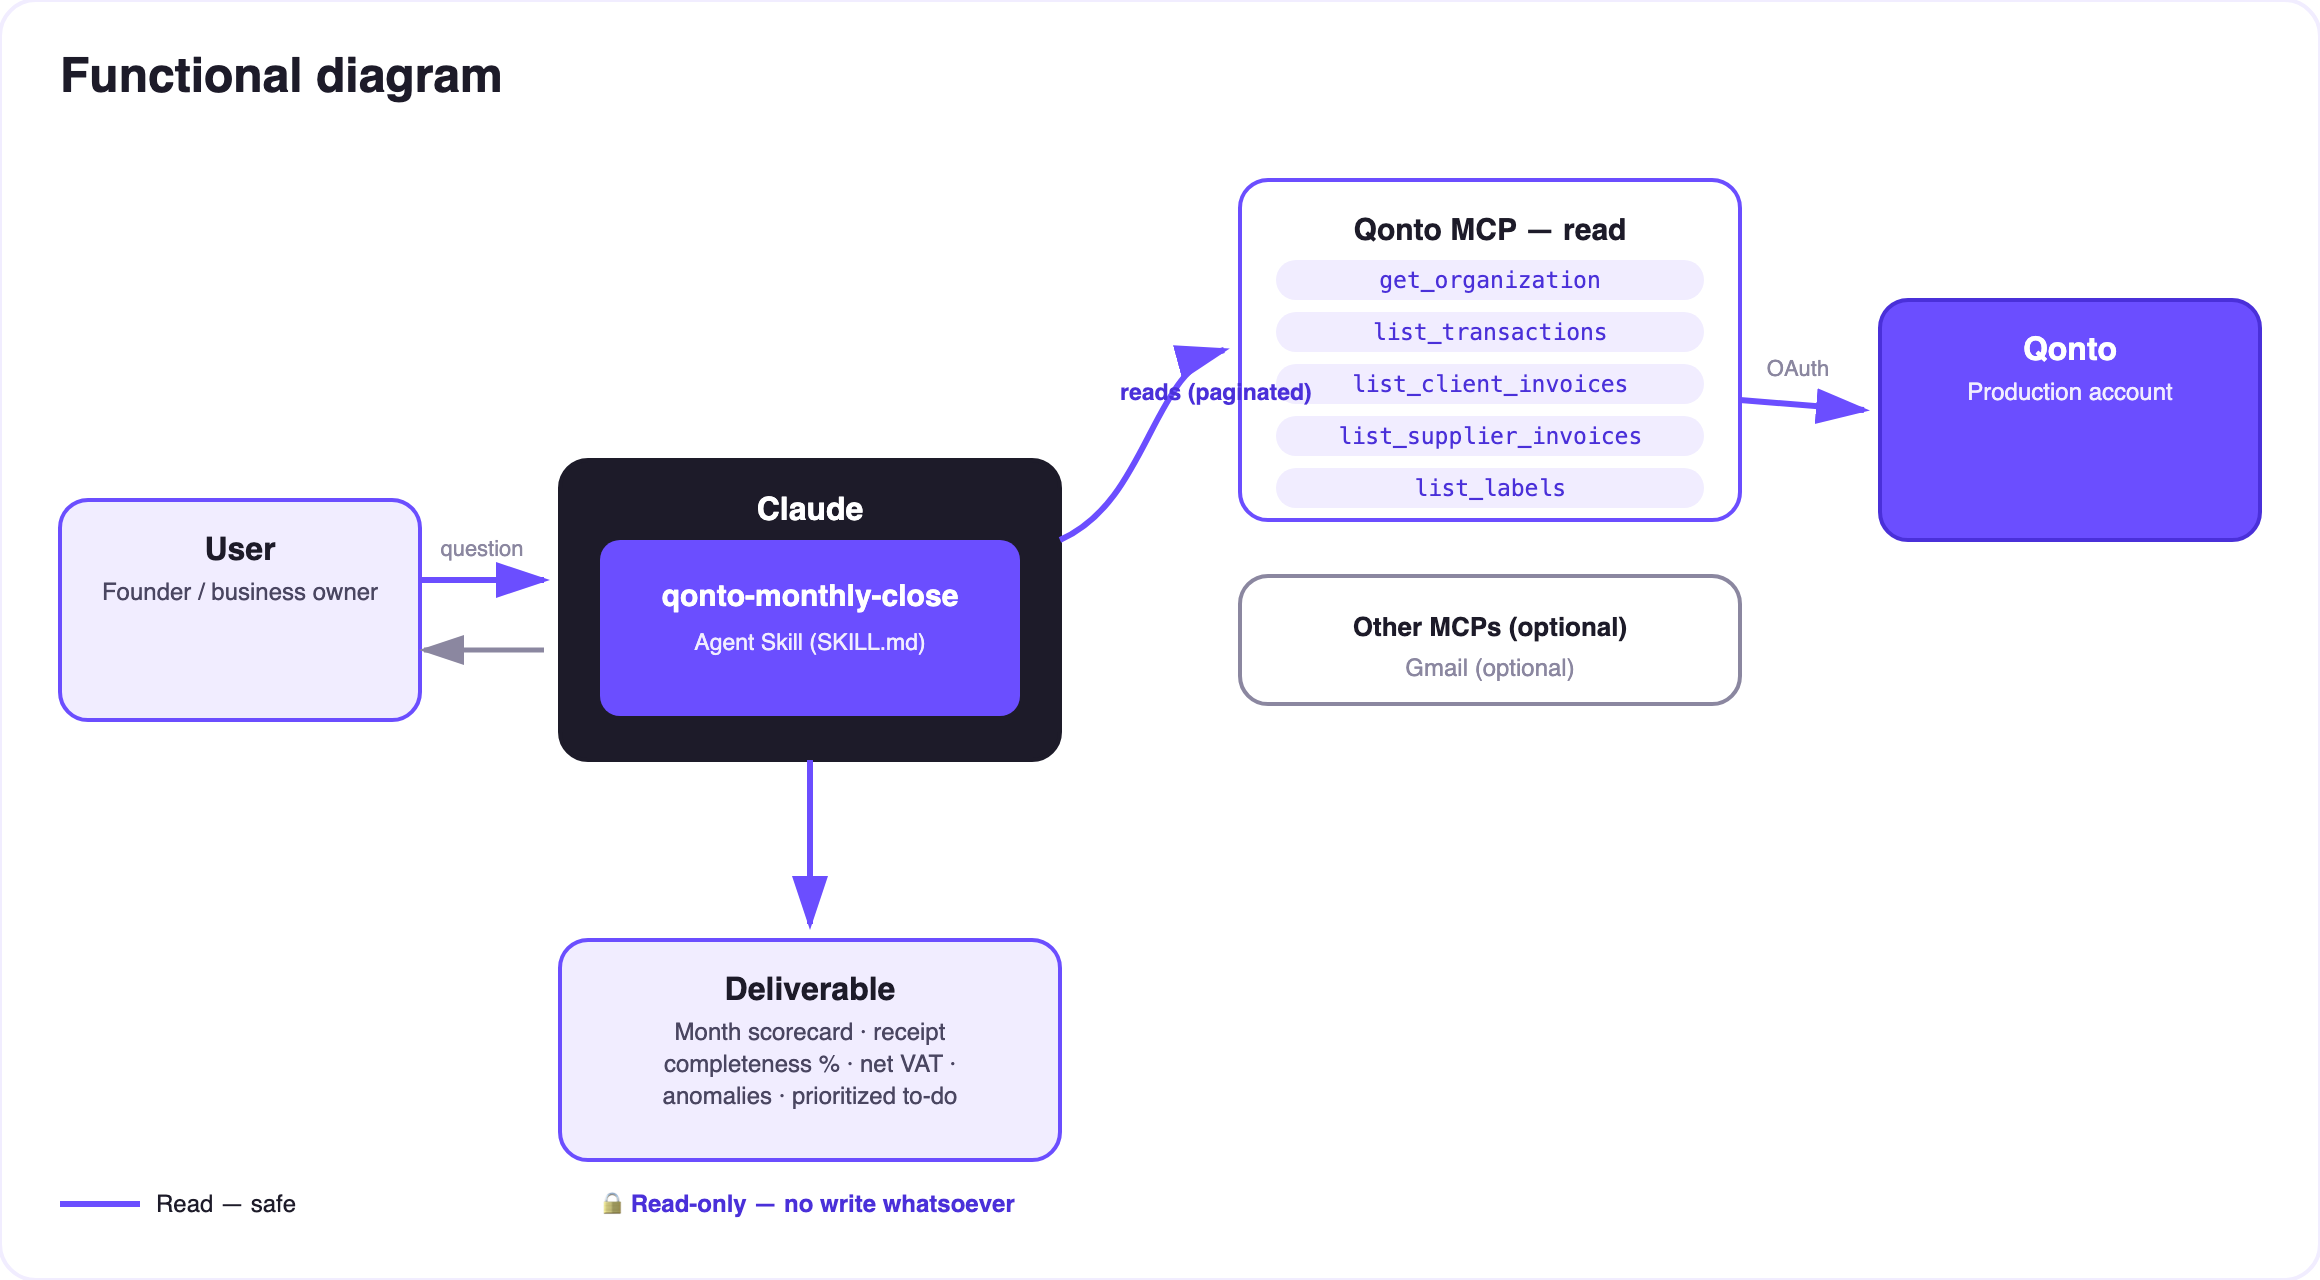 Functional diagram
Qonto MCP — read
get_organization
list_transactions
list_client_invoices
list_supplier_invoices
list_labels
reads (paginated)
OAuth
Qonto
Production account
User
Founder / business owner
question
Claude
qonto-monthly-close
Agent Skill (SKILL.md)
Other MCPs (optional)
Gmail (optional)
Deliverable
Month scorecard · receipt
completeness % · net VAT ·
anomalies · prioritized to-do
Read — safe
🔒 Read-only — no write whatsoever